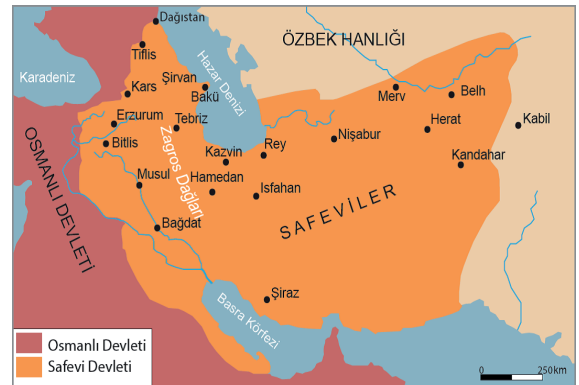 Dağıstan
Tiflis
Karadeniz
Hazar Denizi
ÖZBEK HANLIĞI
Kars
Şirvan
Bakü
Merv
Belh
Erzurum
Tebriz
Herat
Kabil
Bitlis
Zagros Dağları
Kazvin
Rey
Nişabur
Kandahar
OSMANLI DEVLETİ
Musul
Hamedan
Isfahan
SAFEVİLER
Bağdat
Şiraz
Basra Körfezi
Osmanlı Devleti
Safevi Devleti
0
250km